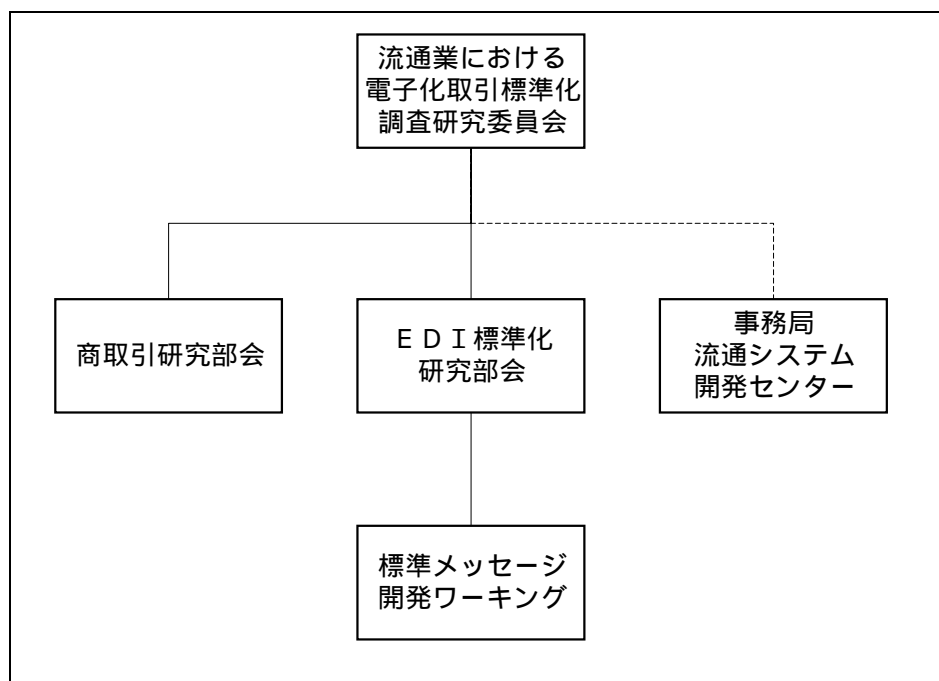 流通業における
電子化取引標準化
調査研究委員会
商取引研究部会
ＥＤＩ標準化
研究部会
事務局
流通システム
開発センター
標準メッセージ
開発ワーキング